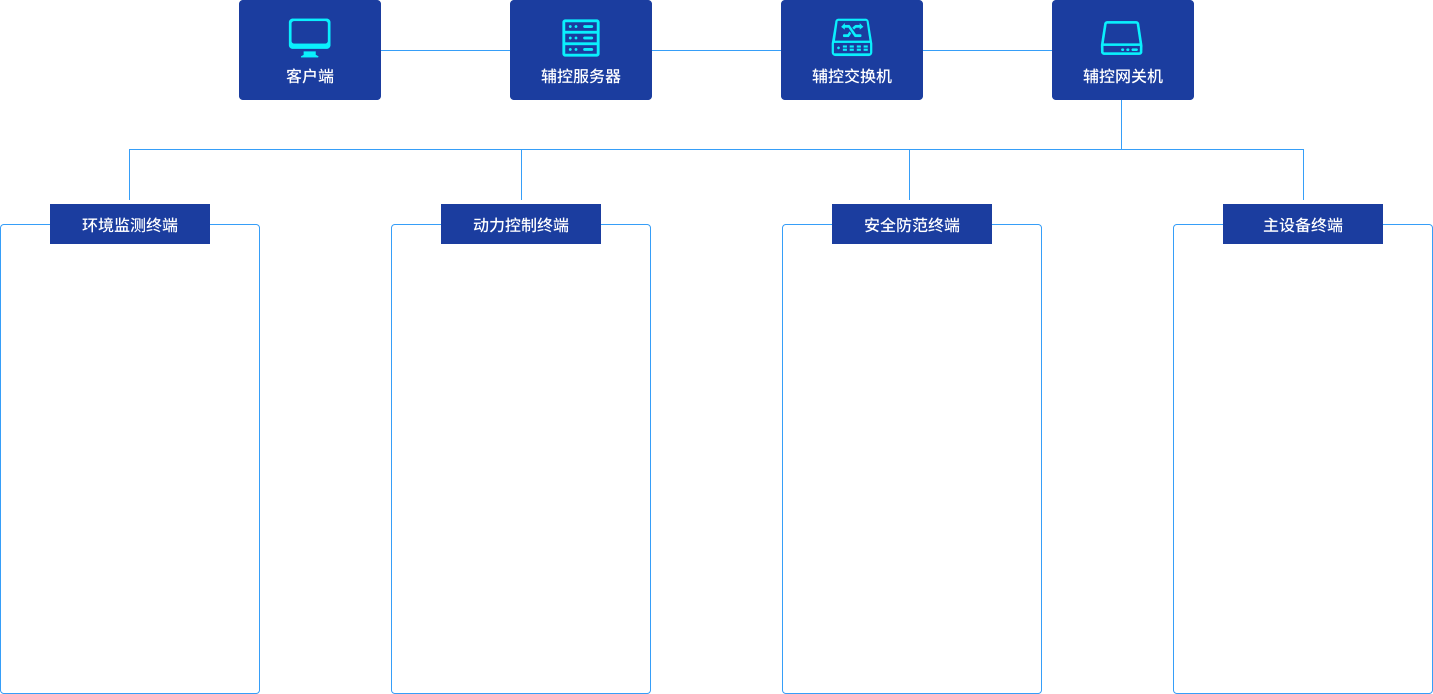 客户端
辅控服务器
辅控交换机
辅控网关机
环境监测终端
动力控制终端
安全防范终端
主设备终端